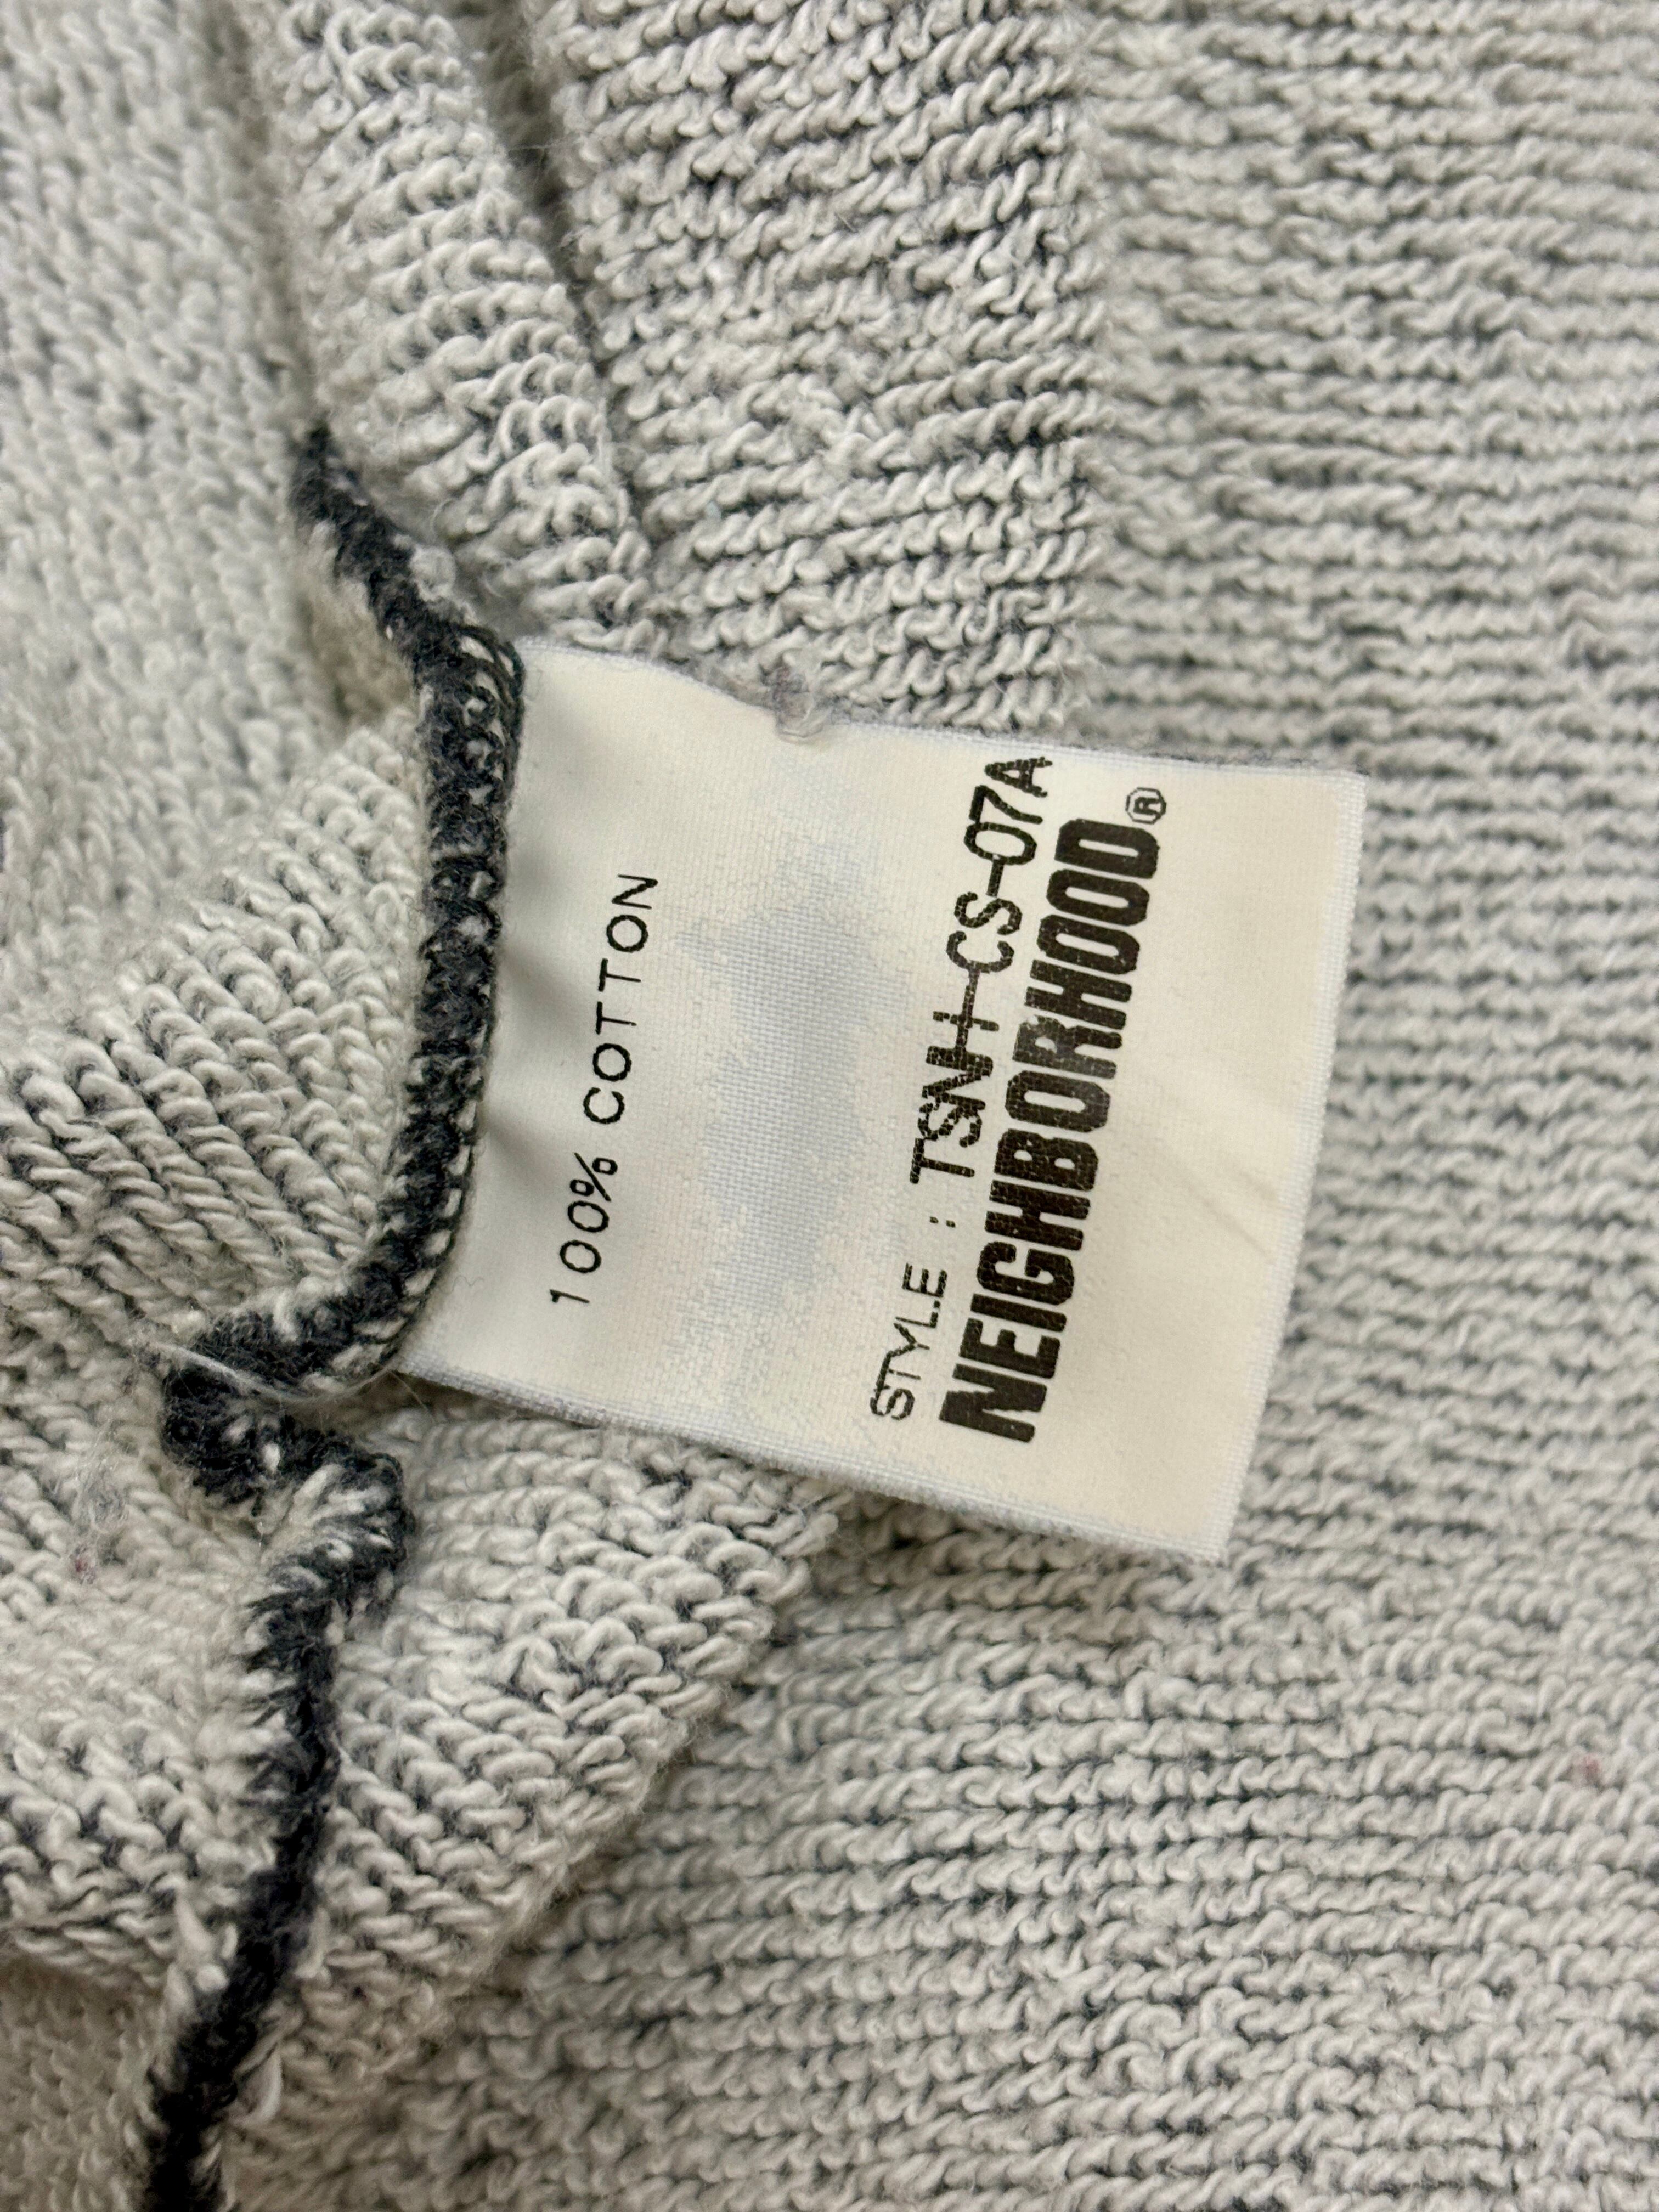 100% COTTON
STYLE : TSNH-CS-07A
NEIGHBORHOOD®